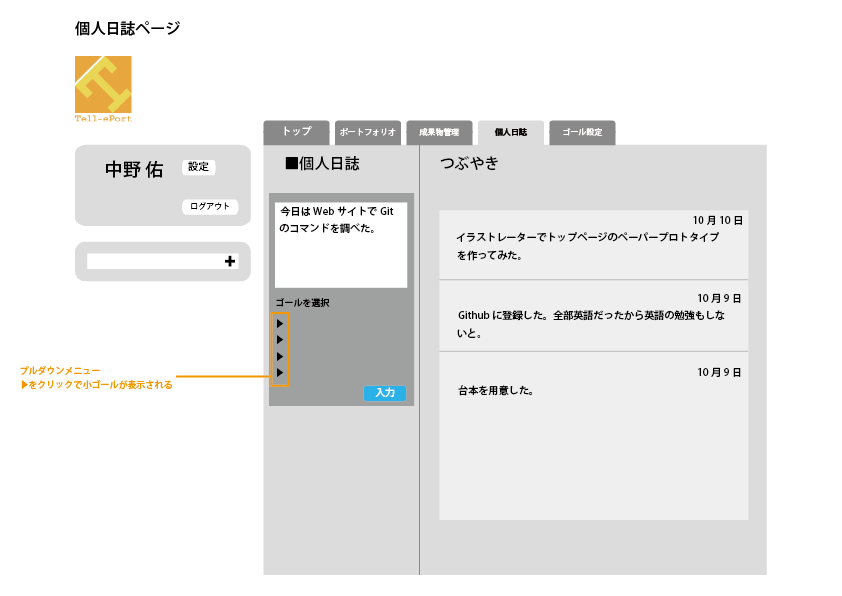 個人日誌ページ
Tell-ePort
トップ
ポートフォリオ
成果物管理
個人日誌
ゴール設定
中野 佑
設定
ログアウト
■個人日誌
今日は Web サイトで Git
のコマンドを調べた。
ゴールを選択
入力
プルダウンメニュー
▶をクリックで小ゴールが表示される
つぶやき
10 月 10 日
イラストレーターでトップページのペーパープロトタイプ
を作ってみた。
10 月 9 日
Github に登録した。全部英語だったから英語の勉強もしな
いと。
10 月 9 日
台本を用意した。